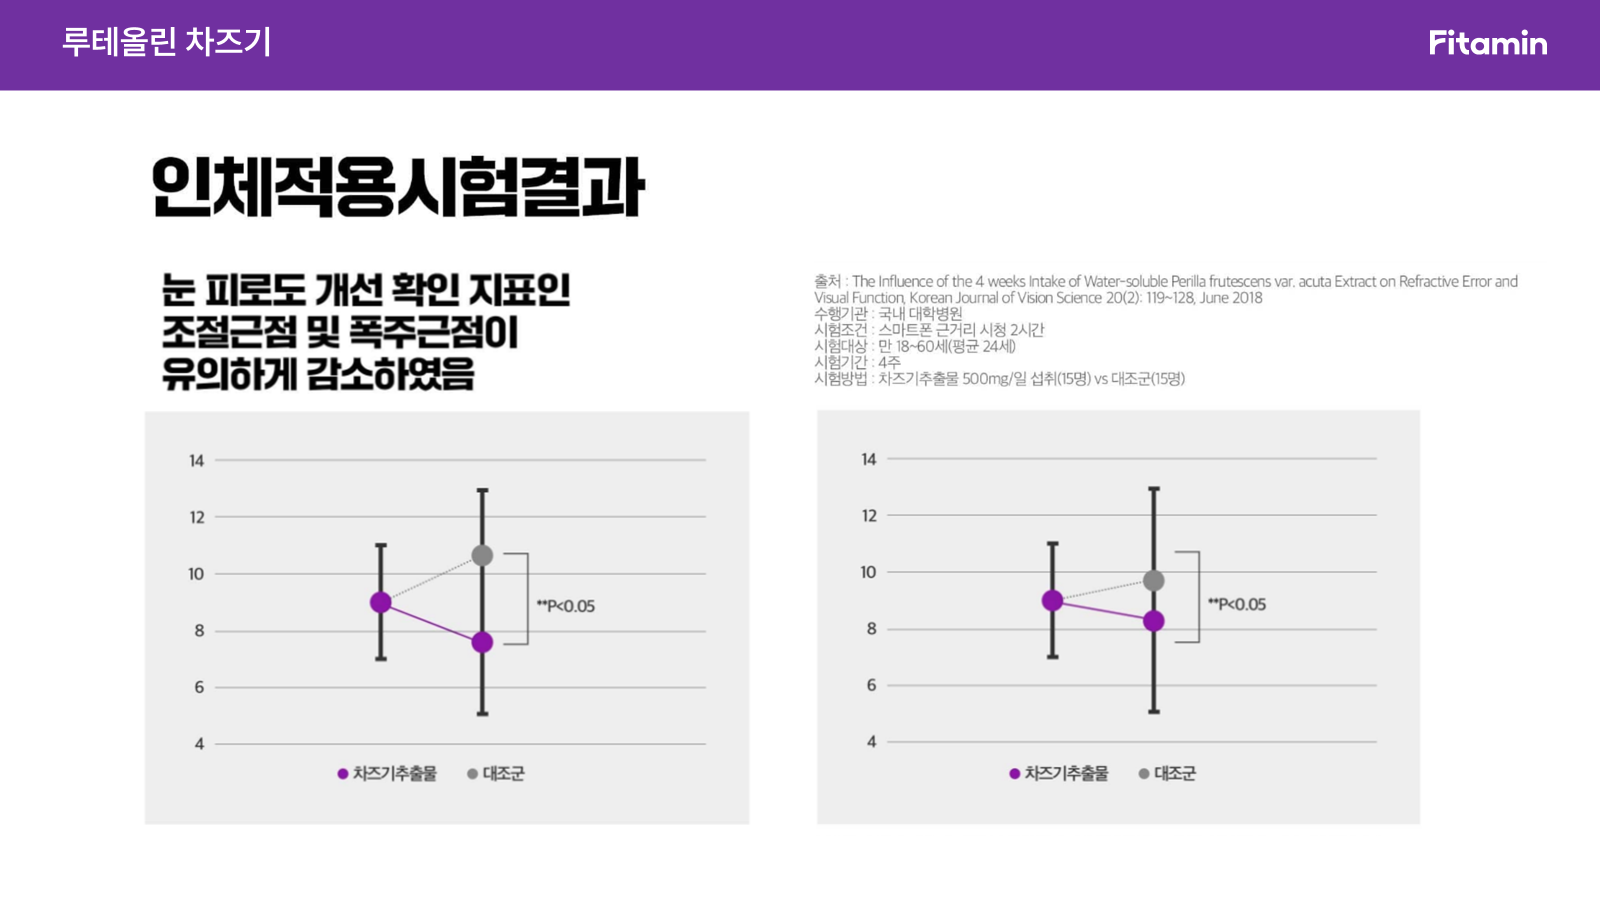 루테올린 차즈기
Fitamin
인체적용시험결과
눈 피로도 개선 확인 지표인
조절근점 및 폭주근점이
유의하게 감소하였음
출처 : The Influence of the 4 weeks Intake of Water-soluble Perilla frutescens var. acuta Extract on Refractive Error and
Visual Function, Korean Journal of Vision Science 20(2): 119~128, June 2018
수행기관 : 국내 대학병원
시험조건 : 스마트폰 근거리 시청 2시간
시험대상 : 만 18~60세(평균 24세)
시험기간 : 4주
시험방법 : 차즈기추출물 500mg/일 섭취(15명) vs 대조군(15명)
14
12
10
8
6
4
**P<0.05
차즈기추출물
대조군
14
12
10
8
6
4
**P<0.05
차즈기추출물
대조군